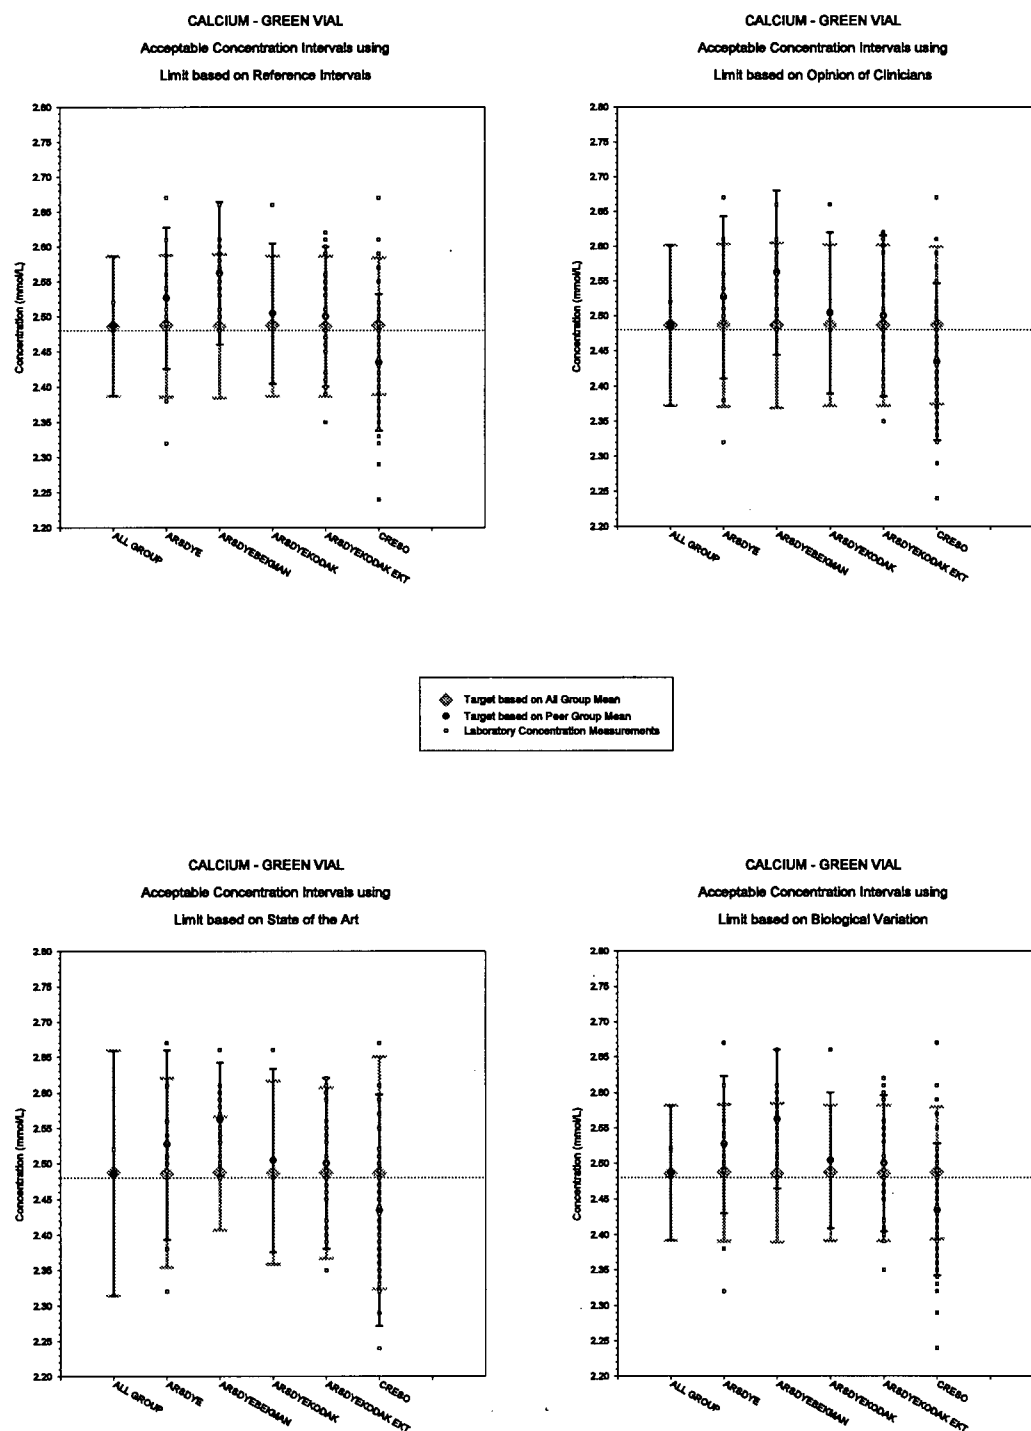 CALCIUM - GREEN VIAL
Acceptable Concentration Intervals using
Limit based on Reference Intervals
Concentration (mmol/L)
2.80
2.75
2.70
2.65
2.60
2.55
2.50
2.45
2.40
2.35
2.30
2.25
2.20
ALL GROUP
ARSDYE
ARSDYEBEKMAN
ARSDYEKODAK
ARSDYEKODAK EKT
CRESO
CALCIUM - GREEN VIAL
Acceptable Concentration Intervals using
Limit based on Opinion of Clinicians
Concentration (mmol/L)
2.80
2.75
2.70
2.65
2.60
2.55
2.50
2.45
2.40
2.35
2.30
2.25
2.20
ALL GROUP
ARSDYE
ARSDYEBEKMAN
ARSDYEKODAK
ARSDYEKODAK EKT
CRESO
Target based on All Group Mean
Target based on Peer Group Mean
Laboratory Concentration Measurements
CALCIUM - GREEN VIAL
Acceptable Concentration Intervals using
Limit based on State of the Art
Concentration (mmol/L)
2.80
2.75
2.70
2.65
2.60
2.55
2.50
2.45
2.40
2.35
2.30
2.25
2.20
ALL GROUP
ARSDYE
ARSDYEBEKMAN
ARSDYEKODAK
ARSDYEKODAK EKT
CRESO
CALCIUM - GREEN VIAL
Acceptable Concentration Intervals using
Limit based on Biological Variation
Concentration (mmol/L)
2.80
2.75
2.70
2.65
2.60
2.55
2.50
2.45
2.40
2.35
2.30
2.25
2.20
ALL GROUP
ARSDYE
ARSDYEBEKMAN
ARSDYEKODAK
ARSDYEKODAK EKT
CRESO